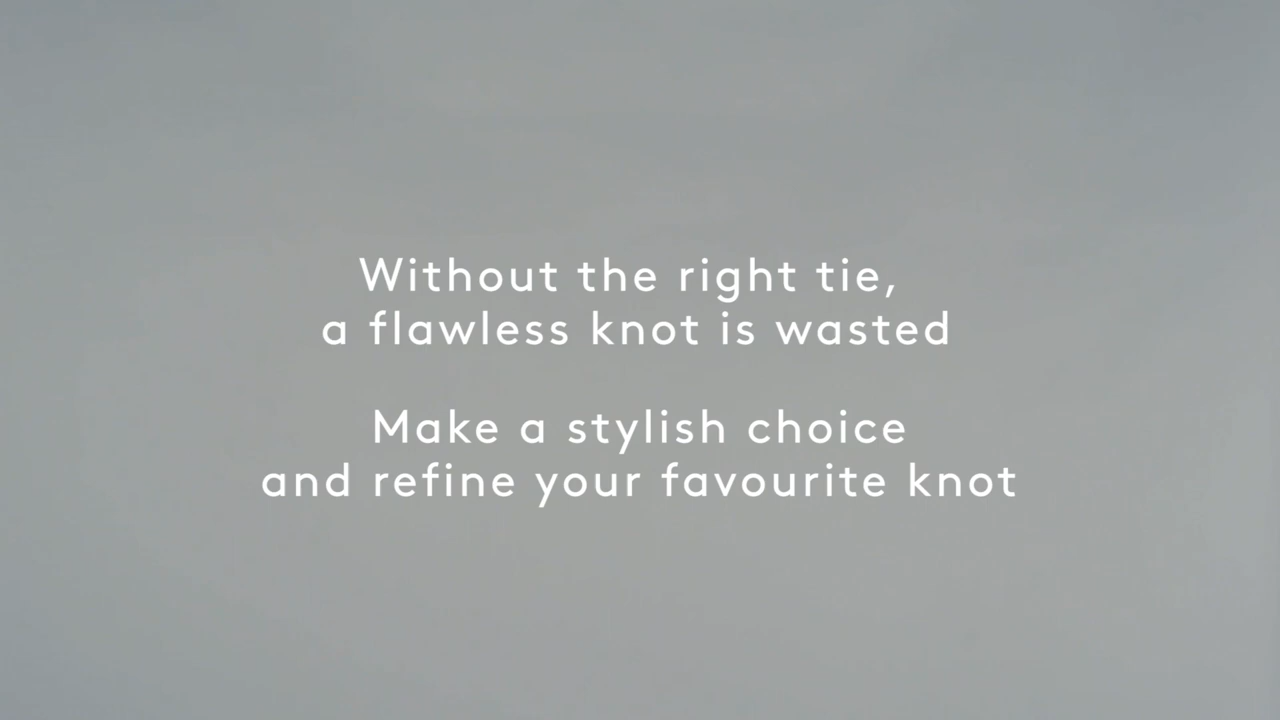 Without the right tie,
a flawless knot is wasted
Make a stylish choice
and refine your favourite knot